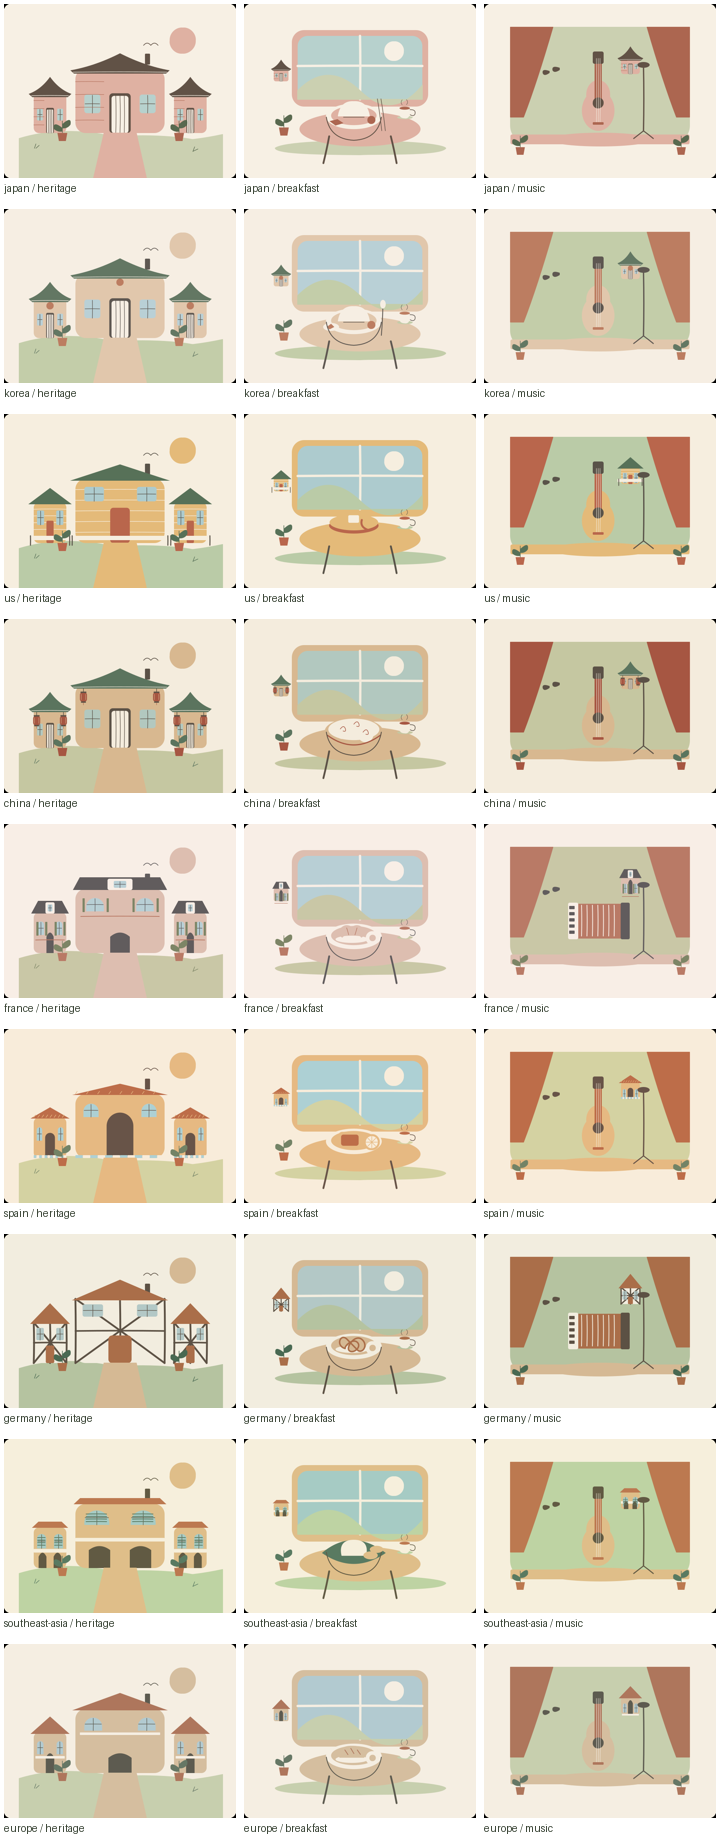 japan / heritage
japan / breakfast
japan / music
korea / heritage
korea / breakfast
korea / music
us / heritage
us / breakfast
us / music
china / heritage
china / breakfast
china / music
france / heritage
france / breakfast
france / music
spain / heritage
spain / breakfast
spain / music
germany / heritage
germany / breakfast
germany / music
southeast-asia / heritage
southeast-asia / breakfast
southeast-asia / music
europe / heritage
europe / breakfast
europe / music